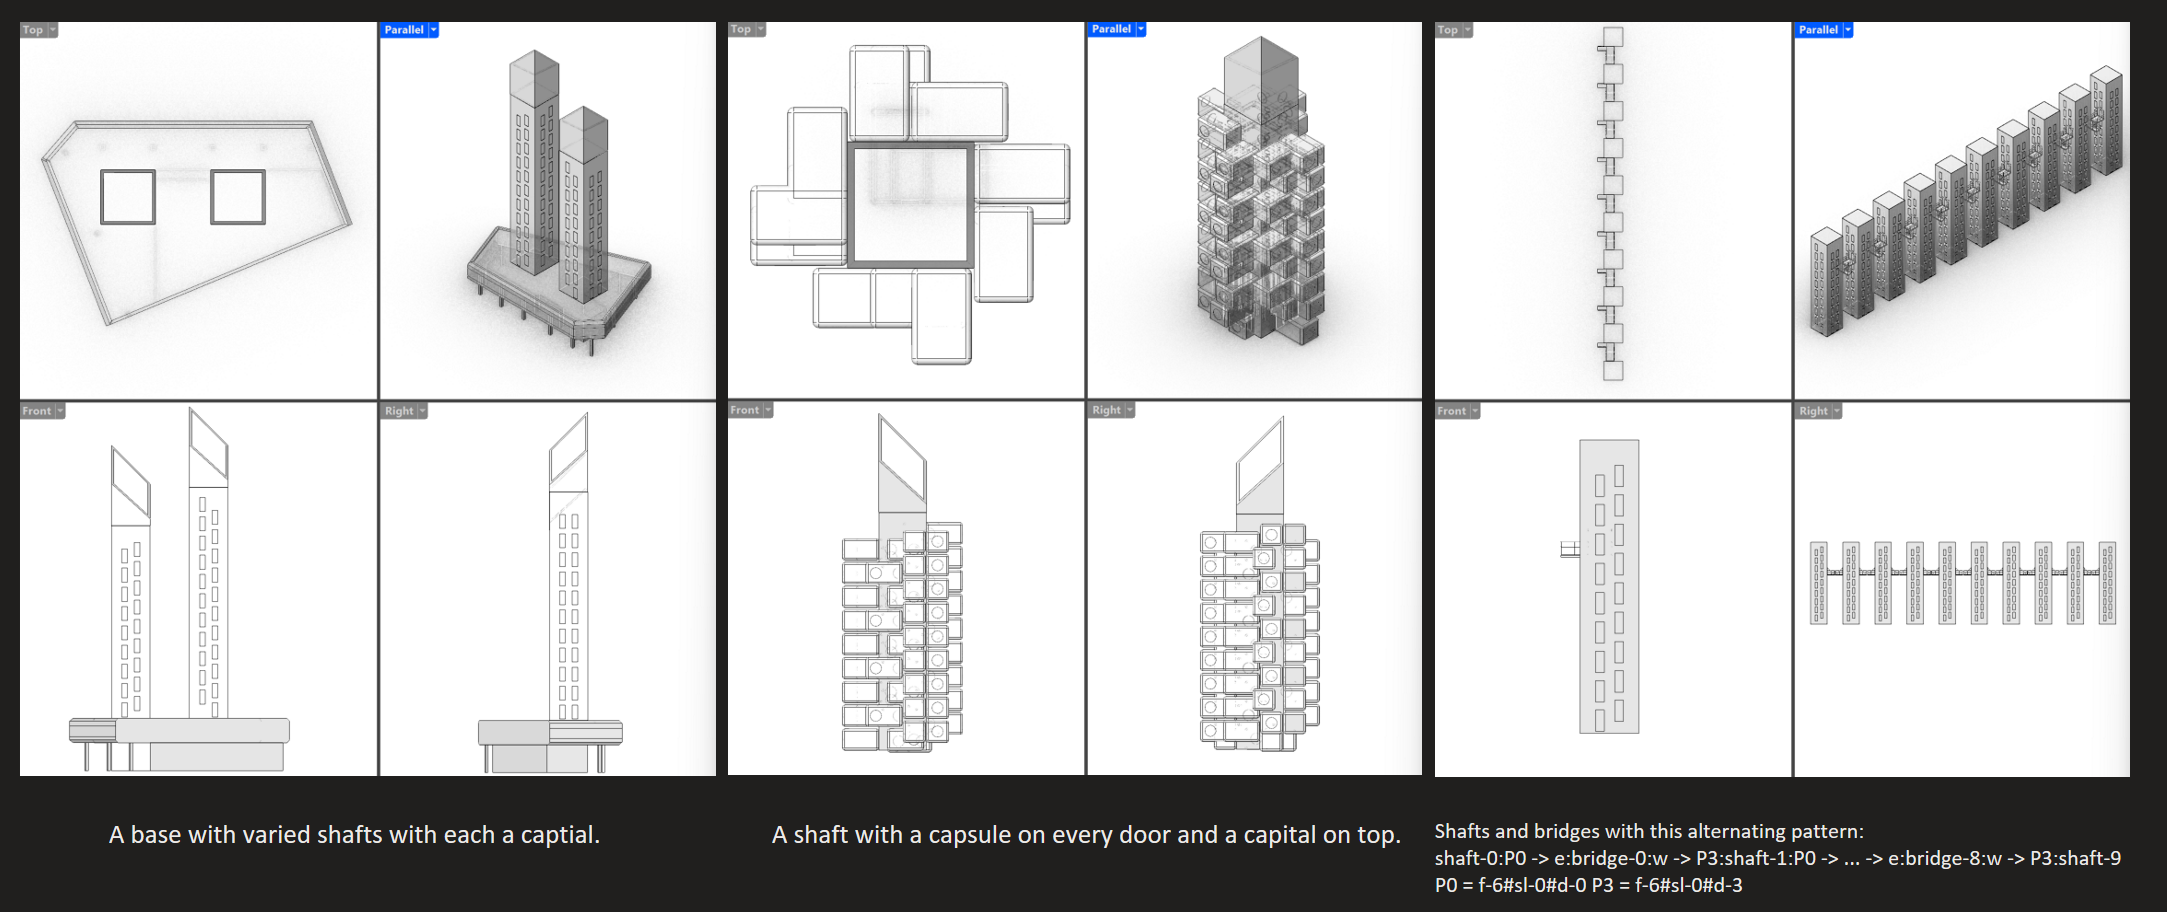 Top
Parallel
Top
Parallel
Top
Parallel
Front
Right
Front
Right
Front
Right
A base with varied shafts with each a captial.
A shaft with a capsule on every door and a capital on top.
Shafts and bridges with this alternating pattern:
shaft-0:P0 -> e:bridge-0:w -> P3:shaft-1:P0 -> ... -> e:bridge-8:w -> P3:shaft-9
P0 = f-6#sl-0#d-0 P3 = f-6#sl-0#d-3